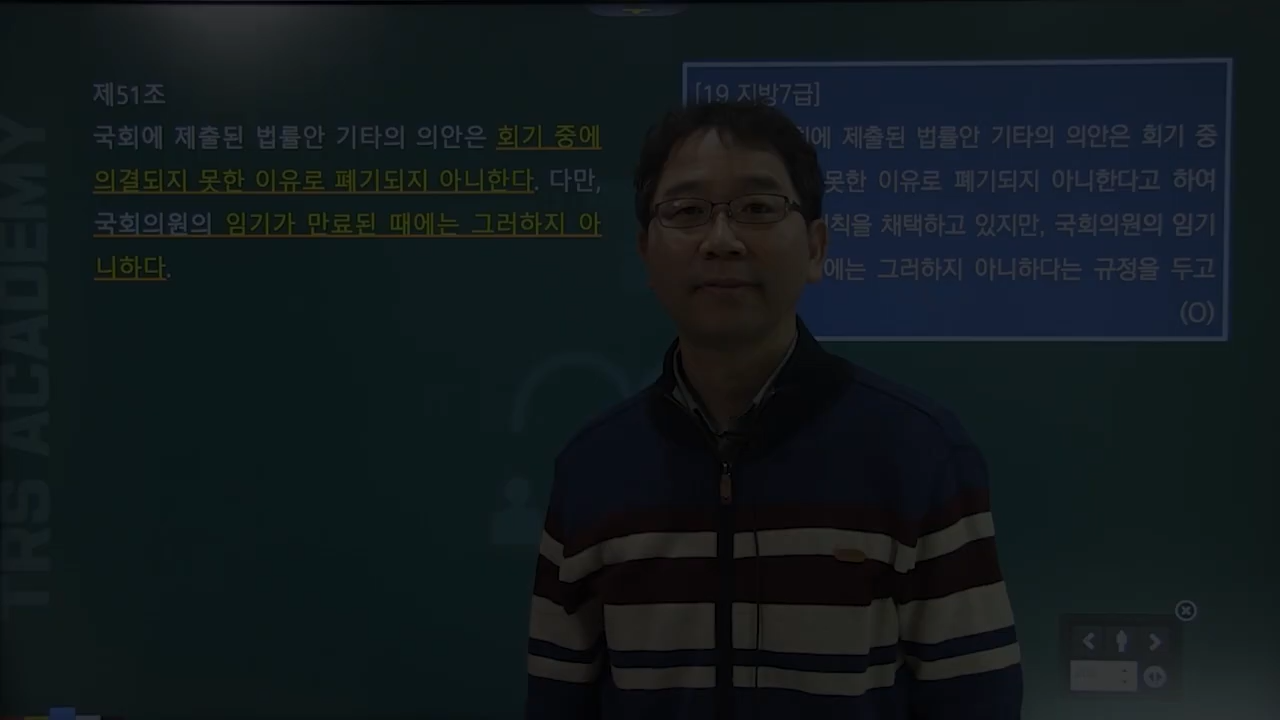 제51조
국회에 제출된 법률안 기타의 의안은 회기 중에
의결되지 못한 이유로 폐기되지 아니한다. 다만,
국회의원의 임기가 만료된 때에는 그러하지 아
니하다.
[19 지방7급]
에 제출된 법률안 기타의 의안은 회기 중
못한 이유로 폐기되지 아니한다고 하여
칙을 채택하고 있지만, 국회의원의 임기
에는 그러하지 아니하다는 규정을 두고
(O)
TRS ACADEMY